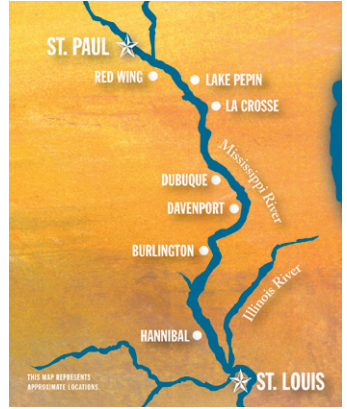 ST. PAUL
RED WING
LAKE PEPIN
LA CROSSE
Mississippi River
DUBUQUE
DAVENPORT
BURLINGTON
Illinois River
HANNIBAL
THIS MAP REPRESENTS
APPROXIMATE LOCATIONS
ST. LOUIS